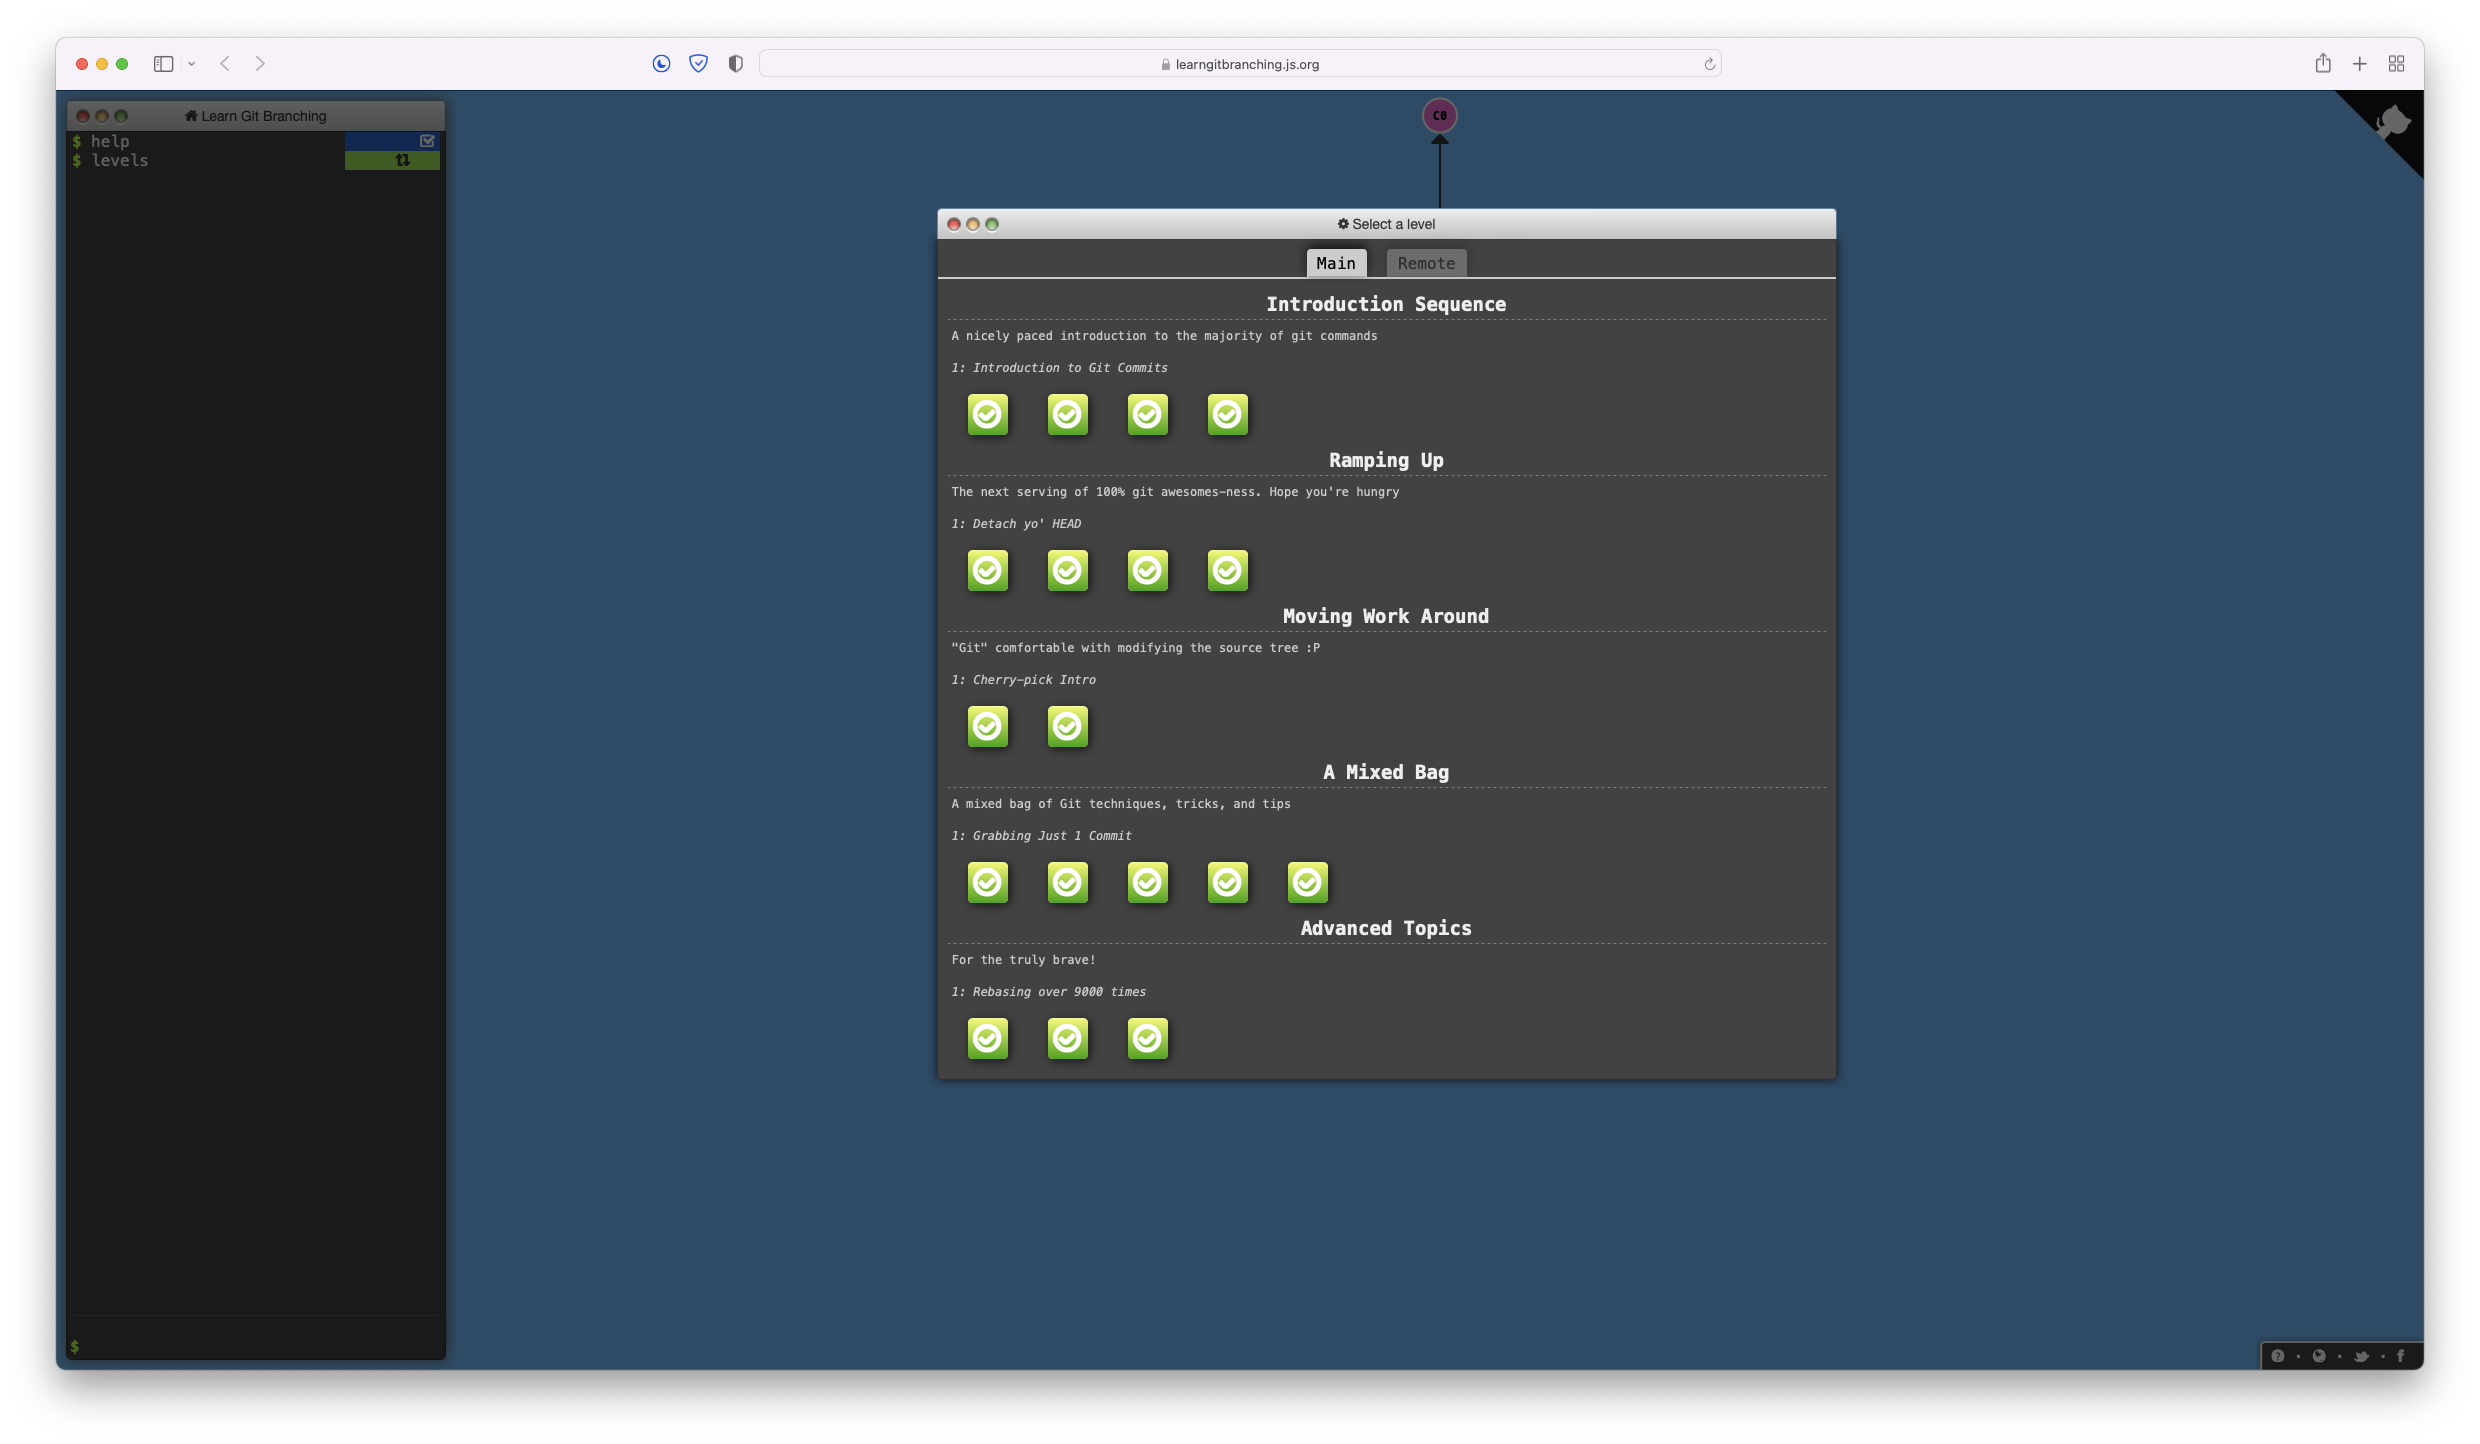 learngitbranching.js.org
Learn Git Branching
$ help
$ levels
$
C0
Select a level
Main
Remote
Introduction Sequence
A nicely paced introduction to the majority of git commands
1: Introduction to Git Commits
Ramping Up
The next serving of 100% git awesomes-ness. Hope you're hungry
1: Detach yo' HEAD
Moving Work Around
"Git" comfortable with modifying the source tree :P
1: Cherry-pick Intro
A Mixed Bag
A mixed bag of Git techniques, tricks, and tips
1: Grabbing Just 1 Commit
Advanced Topics
For the truly brave!
1: Rebasing over 9000 times